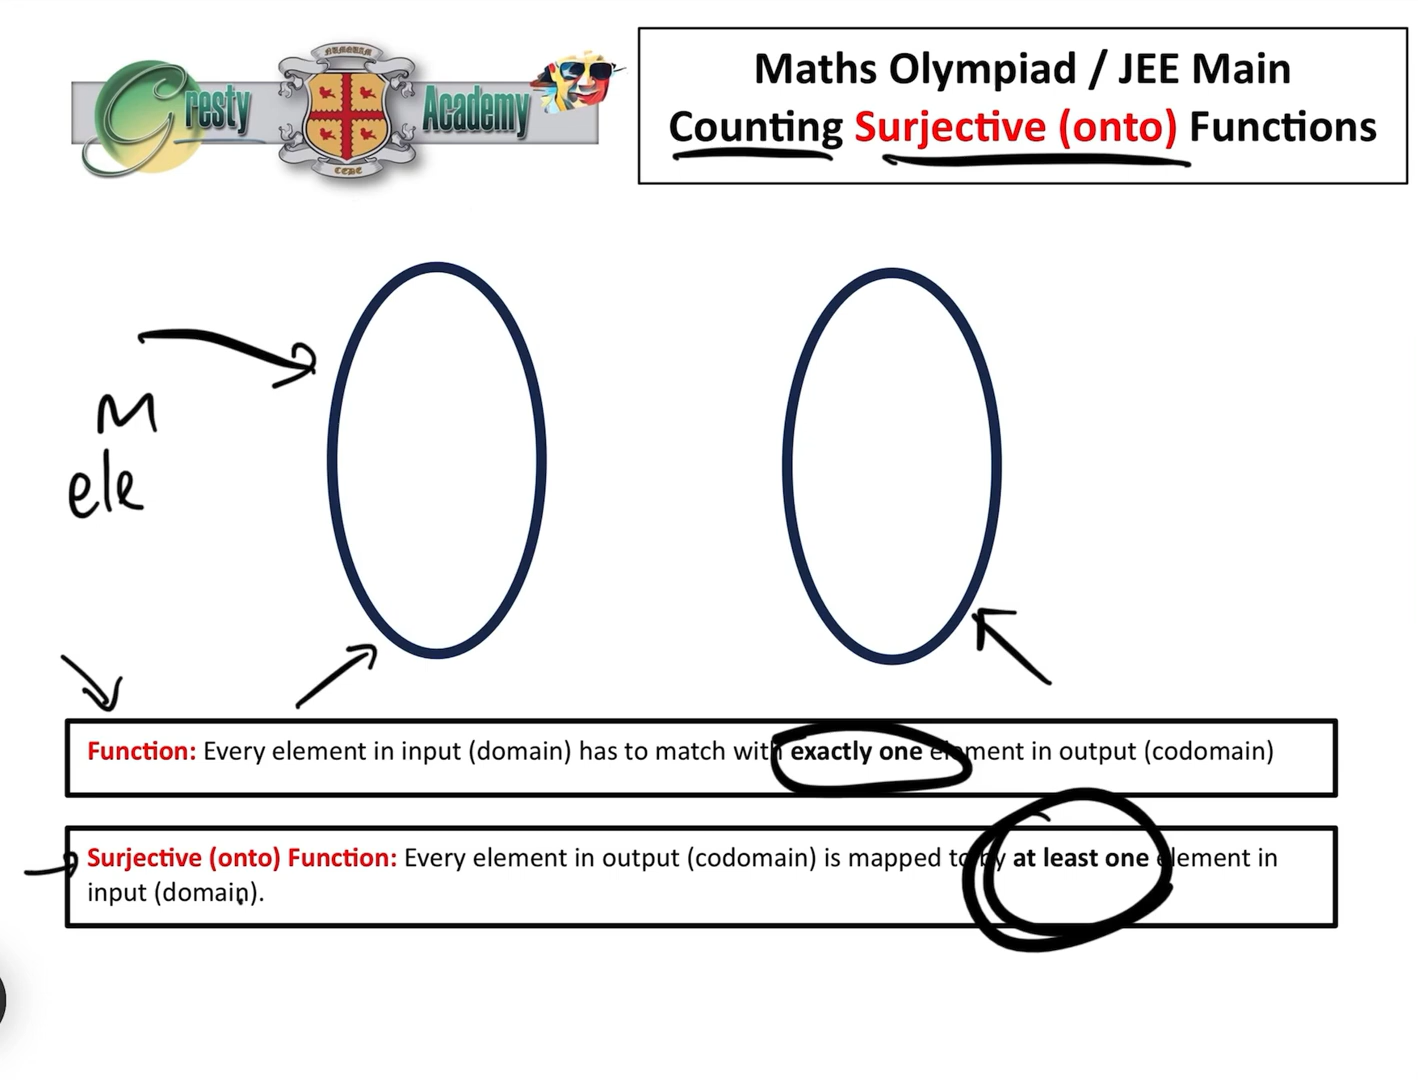 Gresty Academy
NUMQUAM
CEDE
Maths Olympiad / JEE Main
Counting Surjective (onto) Functions
M
ele
Function: Every element in input (domain) has to match with exactly one element in output (codomain)
Surjective (onto) Function: Every element in output (codomain) is mapped to by at least one element in
input (domain).